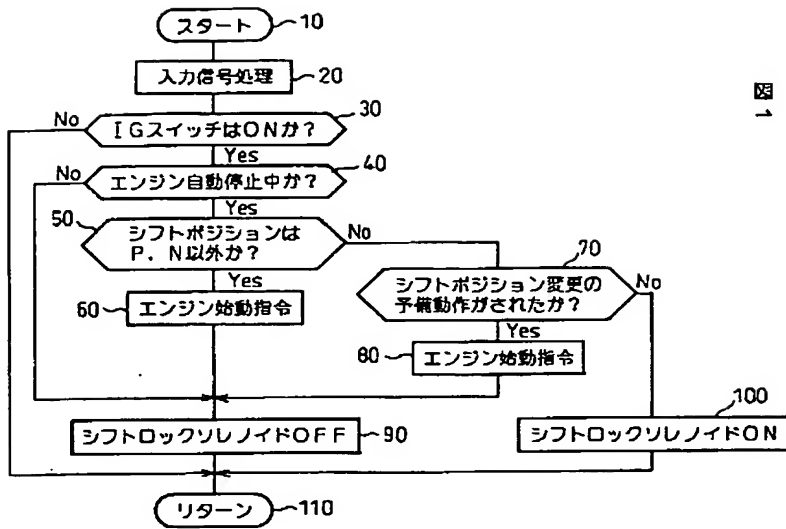 スタート
10
入力信号処理
20
30
No
IGスイッチはONか?
Yes
40
No
エンジン自動停止中か?
Yes
50
シフトポジションは
P．N以外か?
No
Yes
60
エンジン始動指令
70
シフトポジション変更の
予備動作がされたか?
No
Yes
80
エンジン始動指令
シフトロックソレノイドOFF
90
100
シフトロックソレノイドON
リターン
110
図1